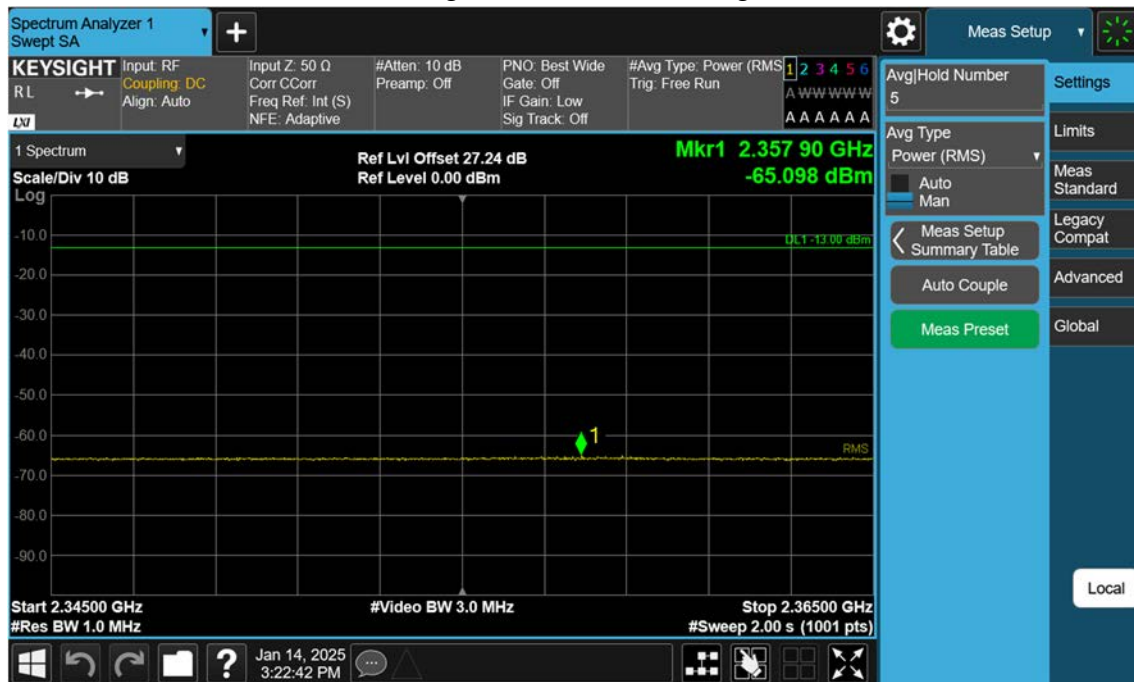 Spectrum Analyzer 1
Swept SA
Meas Setup
KEYSIGHT
RL
LXI
Input: RF
Coupling: DC
Align: Auto
Input Z: 50 Ω
Corr CCorr
Freq Ref: Int (S)
NFE: Adaptive
#Atten: 10 dB
Preamp: Off
PNO: Best Wide
Gate: Off
IF Gain: Low
Sig Track: Off
#Avg Type: Power (RMS
Trig: Free Run
1 2 3 4 5 6
A W W W W W
A A A A A A
1 Spectrum
Scale/Div 10 dB
Ref Lvl Offset 27.24 dB
Ref Level 0.00 dBm
Mkr1 2.357 90 GHz
-65.098 dBm
Log
-10.0
DL1 -13.00 dBm
-20.0
-30.0
-40.0
-50.0
-60.0
1
RMS
-70.0
-80.0
-90.0
Start 2.34500 GHz
#Video BW 3.0 MHz
Stop 2.36500 GHz
#Res BW 1.0 MHz
#Sweep 2.00 s (1001 pts)
Avg|Hold Number
5
Avg Type
Power (RMS)
Auto
Man
Meas Setup
Summary Table
Auto Couple
Meas Preset
Settings
Limits
Meas
Standard
Legacy
Compat
Advanced
Global
Local
?
Jan 14, 2025
3:22:42 PM